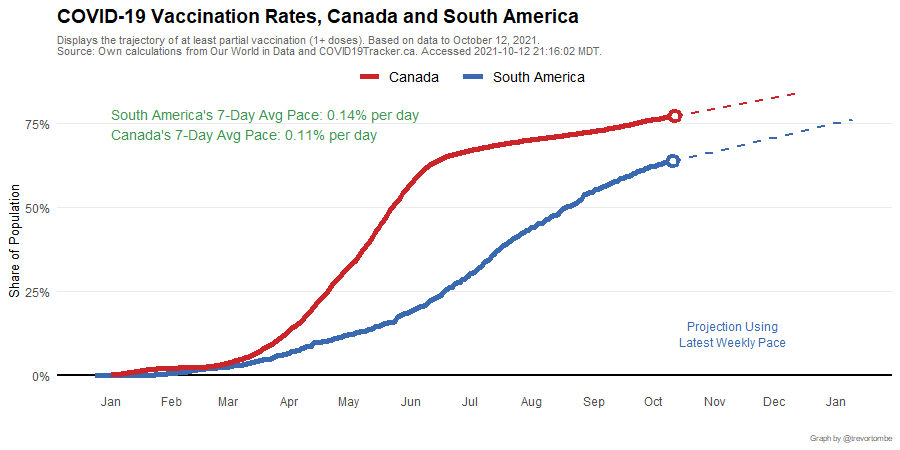 COVID-19 Vaccination Rates, Canada and South America
Displays the trajectory of at least partial vaccination (1+ doses). Based on data to October 12, 2021.
Source: Own calculations from Our World in Data and COVID19Tracker.ca. Accessed 2021-10-12 21:16:02 MDT.
Canada South America
South America's 7-Day Avg Pace: 0.14% per day
Canada's 7-Day Avg Pace: 0.11% per day
Share of Population
75%
50%
25%
0%
Projection Using
Latest Weekly Pace
Jan Feb Mar Apr May Jun Jul Aug Sep Oct Nov Dec Jan
Graph by @trevortombe